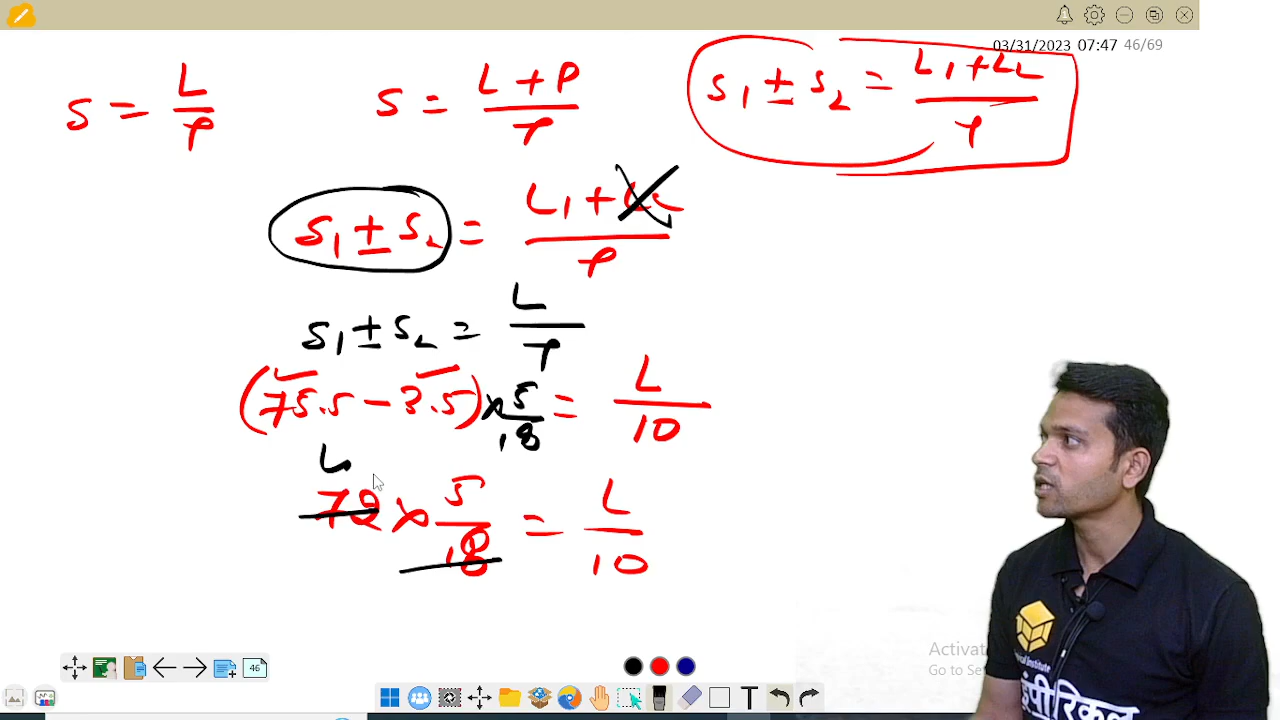 03/31/2023 07:47 46/69
S = L/T
S = L+P/T
S₁ ± S₂ = L₁+L₂/T
S₁ ± S₂ = L₁+L₂/T
S₁ ± S₂ = L/T
(75.5 - 3.5) × 5/18 = L/10
4
72 × 5/18 = L/10
Activat
Go to Se
46
T